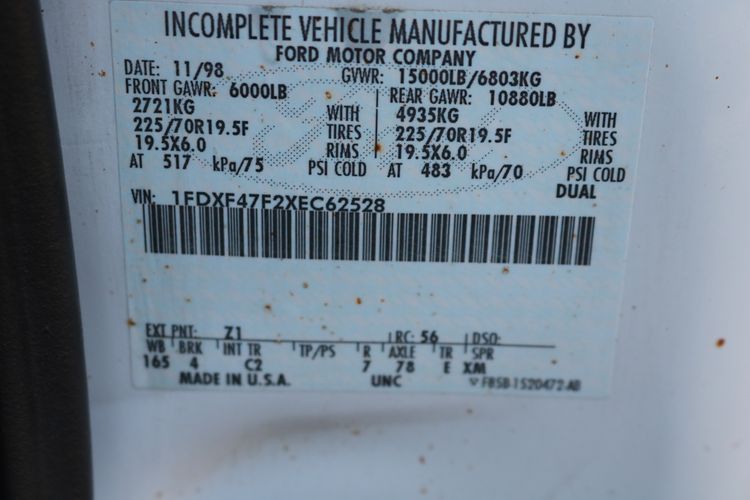 INCOMPLETE VEHICLE MANUFACTURED BY
FORD MOTOR COMPANY
DATE: 11/98 GVWR: 15000LB/6803KG
FRONT GAWR: 6000LB REAR GAWR: 10880LB
2721KG WITH 4935KG WITH
225/70R19.5F TIRES 225/70R19.5F TIRES
19.5X6.0 RIMS 19.5X6.0 RIMS
AT 517 kPa/75 PSI COLD AT 483 kPa/70 PSI COLD
DUAL
VIN: 1FDXF47F2XEC62528
EXT PNT: Z1 RC: 56 DSO:
WB BRK INT TR TP/PS R AXLE TR SPR
165 4 C2 7 78 E XM
MADE IN U.S.A. UNC F85B-1520472-AB